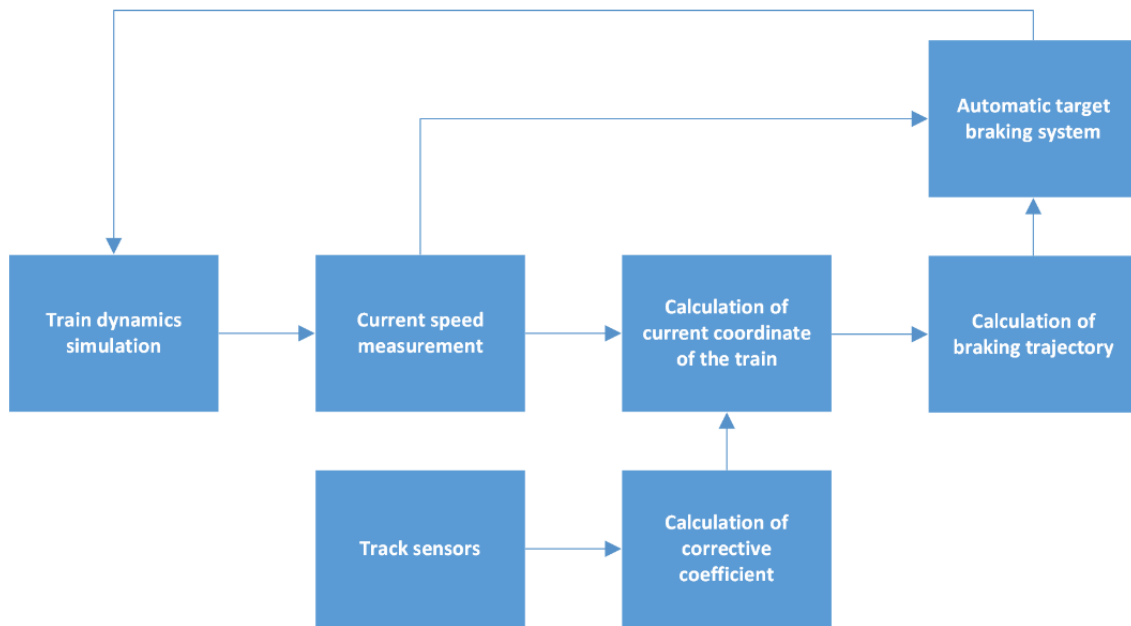 Automatic target
braking system
Train dynamics
simulation
Current speed
measurement
Calculation of
current coordinate
of the train
Calculation of
braking trajectory
Track sensors
Calculation of
corrective
coefficient